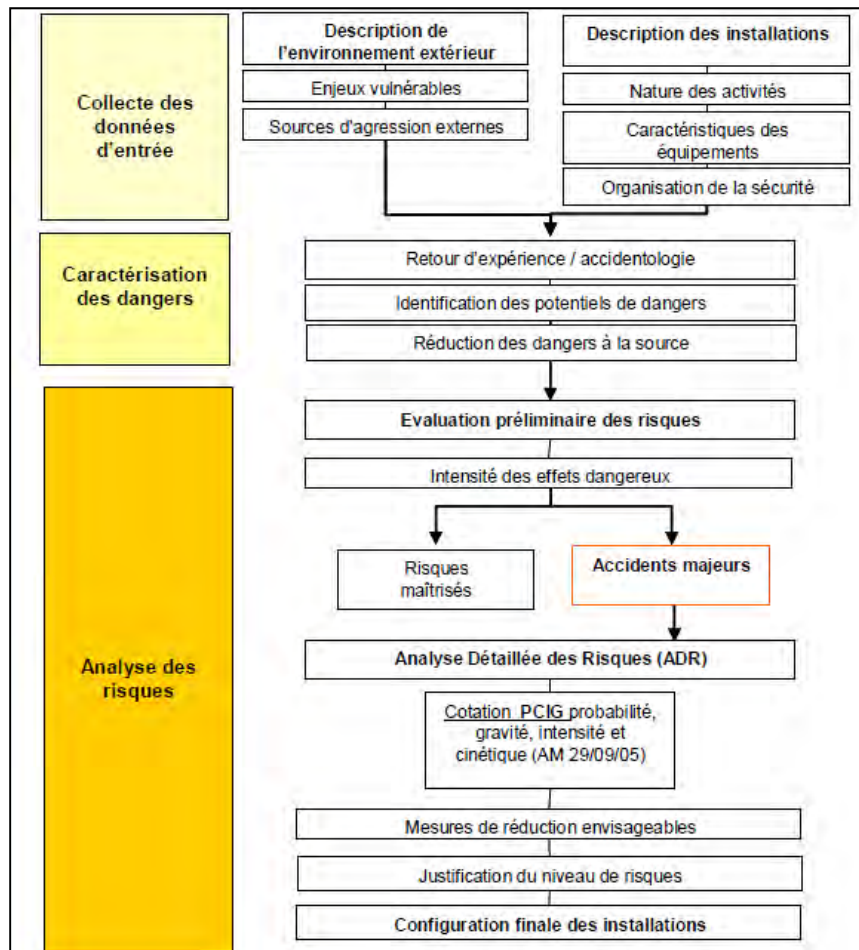 Collecte des
données
d'entrée
Description de
l'environnement extérieur
Enjeux vulnérables
Sources d'agression externes
Description des installations
Nature des activités
Caractéristiques des
équipements
Organisation de la sécurité
Caractérisation
des dangers
Retour d'expérience / accidentologie
Identification des potentiels de dangers
Réduction des dangers à la source
Analyse des
risques
Evaluation préliminaire des risques
Intensité des effets dangereux
Risques
maîtrisés
Accidents majeurs
Analyse Détaillée des Risques (ADR)
Cotation PCIG probabilité,
gravité, intensité et
cinétique (AM 29/09/05)
Mesures de réduction envisageables
Justification du niveau de risques
Configuration finale des installations